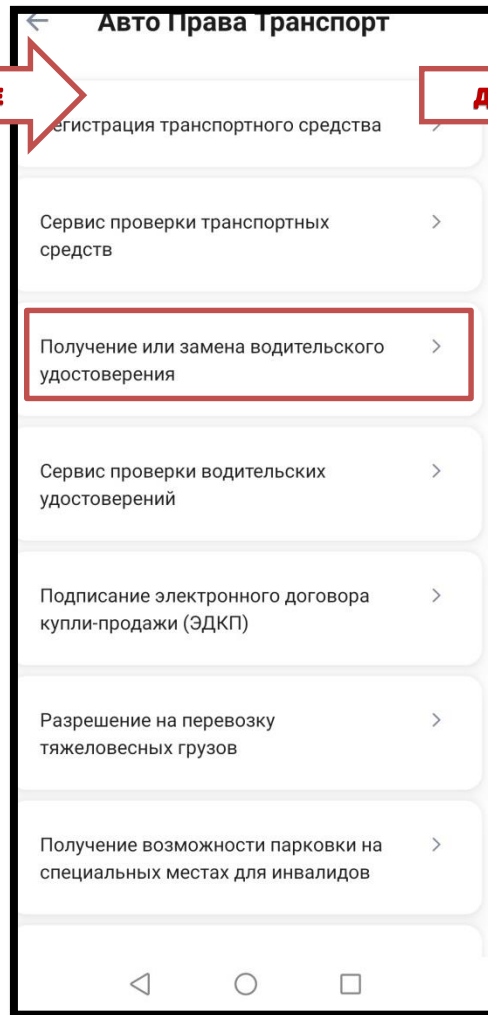 Авто Права Транспорт
Регистрация транспортного средства
Сервис проверки транспортных
средств
Получение или замена водительского
удостоверения
Сервис проверки водительских
удостоверений
Подписание электронного договора
купли-продажи (ЭДКП)
Разрешение на перевозку
тяжеловесных грузов
Получение возможности парковки на
специальных местах для инвалидов